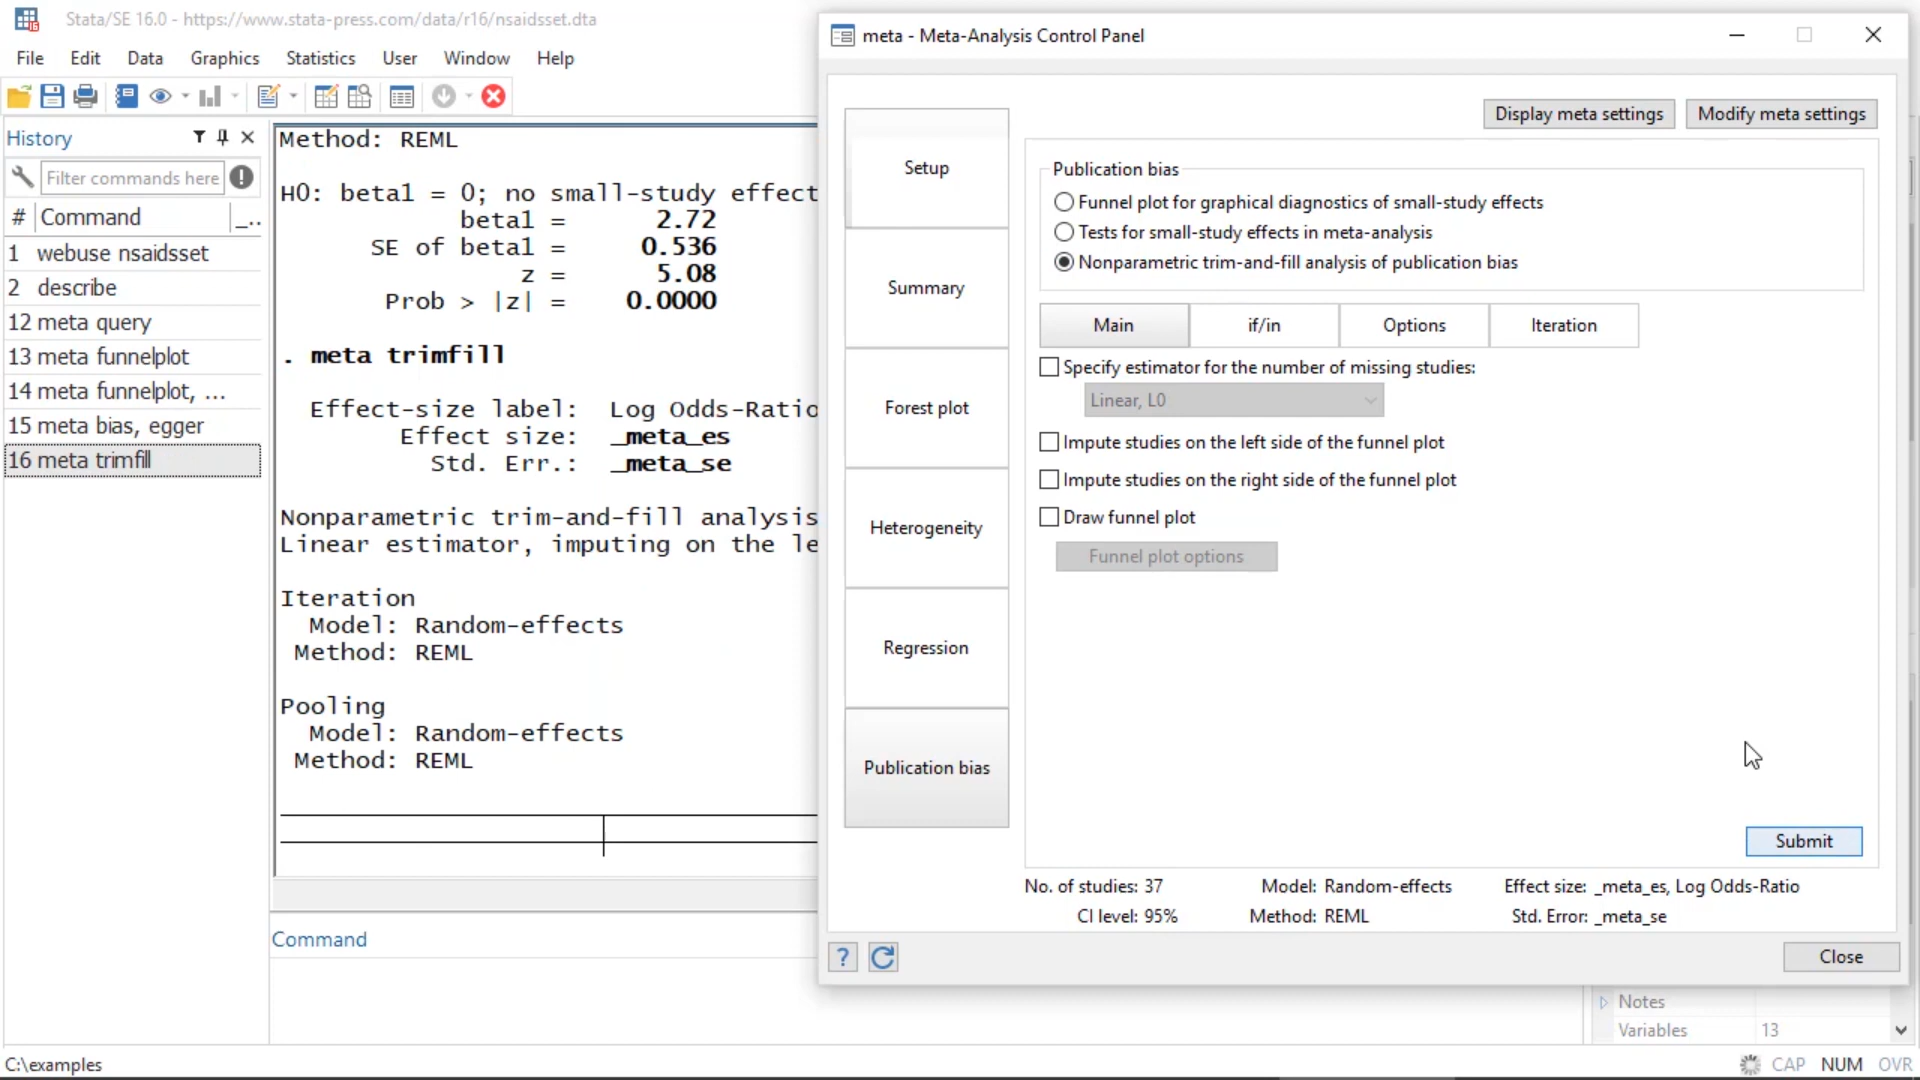 Stata/SE 16.0 - https://www.stata-press.com/data/r16/nsaidsset.dta
File Edit Data Graphics Statistics User Window Help
History
Filter commands here
# Command _..
1 webuse nsaidsset
2 describe
12 meta query
13 meta funnelplot
14 meta funnelplot, ...
15 meta bias, egger
16 meta trimfill
Method: REML
H0: beta1 = 0; no small-study effect
beta1 = 2.72
SE of beta1 = 0.536
z = 5.08
Prob > |z| = 0.0000
. meta trimfill
Effect-size label: Log Odds-Ratio
Effect size: _meta_es
Std. Err.: _meta_se
Nonparametric trim-and-fill analysis
Linear estimator, imputing on the le
Iteration
Model: Random-effects
Method: REML
Pooling
Model: Random-effects
Method: REML
Command
meta - Meta-Analysis Control Panel
Display meta settings Modify meta settings
Setup
Summary
Forest plot
Heterogeneity
Regression
Publication bias
Publication bias
Funnel plot for graphical diagnostics of small-study effects
Tests for small-study effects in meta-analysis
Nonparametric trim-and-fill analysis of publication bias
Main if/in Options Iteration
Specify estimator for the number of missing studies:
Linear, L0
Impute studies on the left side of the funnel plot
Impute studies on the right side of the funnel plot
Draw funnel plot
Funnel plot options
Submit
No. of studies: 37 Model: Random-effects Effect size: _meta_es, Log Odds-Ratio
CI level: 95% Method: REML Std. Error: _meta_se
? Close
Notes
Variables 13
C:\examples
CAP NUM OVR